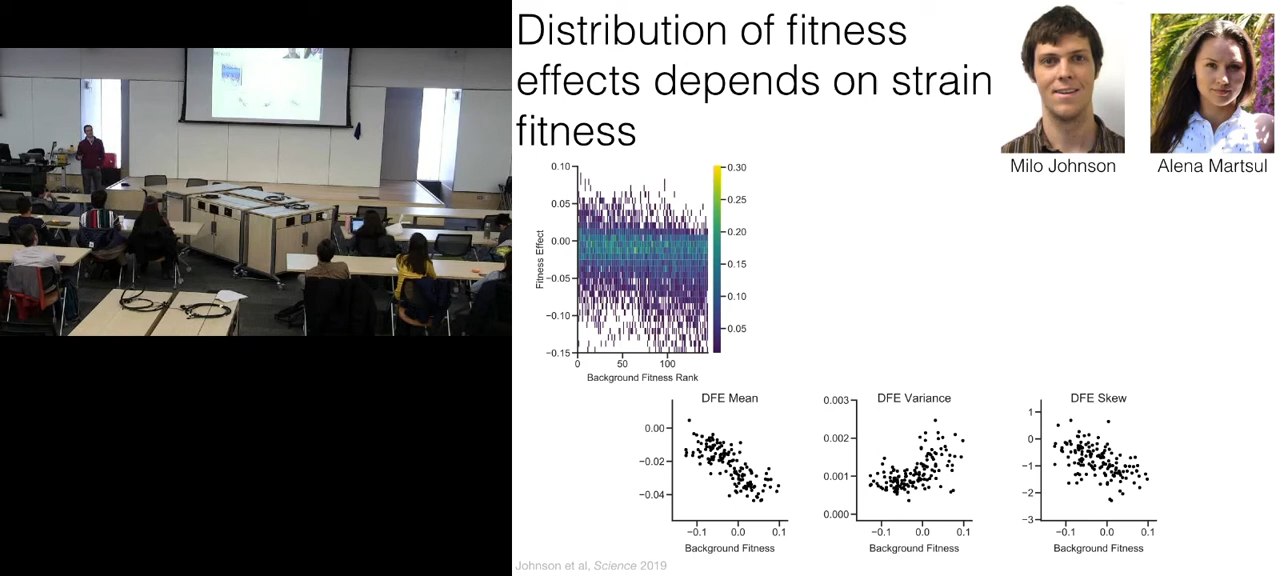 Distribution of fitness
effects depends on strain
fitness
Milo Johnson
Alena Martsul
0.10
0.05
0.00
−0.05
−0.10
−0.15
Fitness Effect
0
50
100
Background Fitness Rank
0.30
0.25
0.20
0.15
0.10
0.05
DFE Mean
0.00
−0.02
−0.04
−0.1
0.0
0.1
Background Fitness
DFE Variance
0.003
0.002
0.001
0.000
−0.1
0.0
0.1
Background Fitness
DFE Skew
1
0
−1
−2
−3
−0.1
0.0
0.1
Background Fitness
Johnson et al, Science 2019